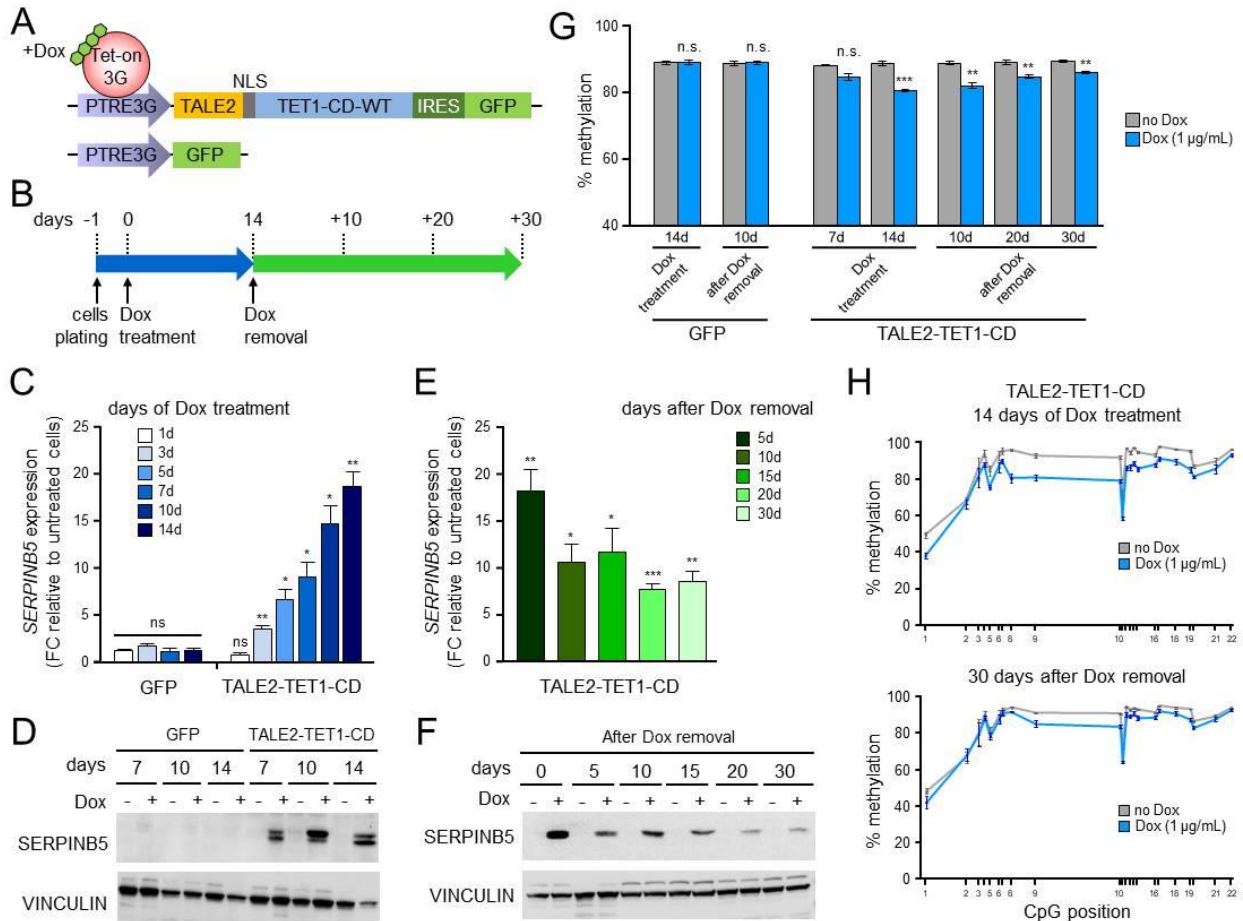 A
+Dox
Tet-on
3G
NLS
PTRE3G
TALE2
TET1-CD-WT
IRES
GFP
PTRE3G
GFP
B
days
-1 0 14 +10 +20 +30
cells
plating
Dox
treatment
Dox
removal
C
days of Dox treatment
SERPINB5 expression
(FC relative to untreated cells)
25
20
15
10
5
0
1d
3d
5d
7d
10d
14d
ns
ns ** * * * **
GFP TALE2-TET1-CD
D
GFP TALE2-TET1-CD
days 7 10 14 7 10 14
Dox - + - + - + - + - + - +
SERPINB5
VINCULIN
E
days after Dox removal
SERPINB5 expression
(FC relative to untreated cells)
25
20
15
10
5
0
5d
10d
15d
20d
30d
** * * *** **
TALE2-TET1-CD
F
After Dox removal
days 0 5 10 15 20 30
Dox - + - + - + - + - + - +
SERPINB5
VINCULIN
G
% methylation
100
80
60
40
n.s. n.s. n.s. *** ** ** **
no Dox
Dox (1 µg/mL)
14d 10d 7d 14d 10d 20d 30d
Dox
treatment
after Dox
removal
Dox
treatment
after Dox
removal
GFP TALE2-TET1-CD
H
TALE2-TET1-CD
14 days of Dox treatment
% methylation
100
80
60
40
20
0
no Dox
Dox (1 µg/mL)
1 2 3 4 5 6 8 9 10 16 18 19 21 22
30 days after Dox removal
% methylation
100
80
60
40
20
0
no Dox
Dox (1 µg/mL)
1 2 3 4 5 6 8 9 10 16 18 19 21 22
CpG position